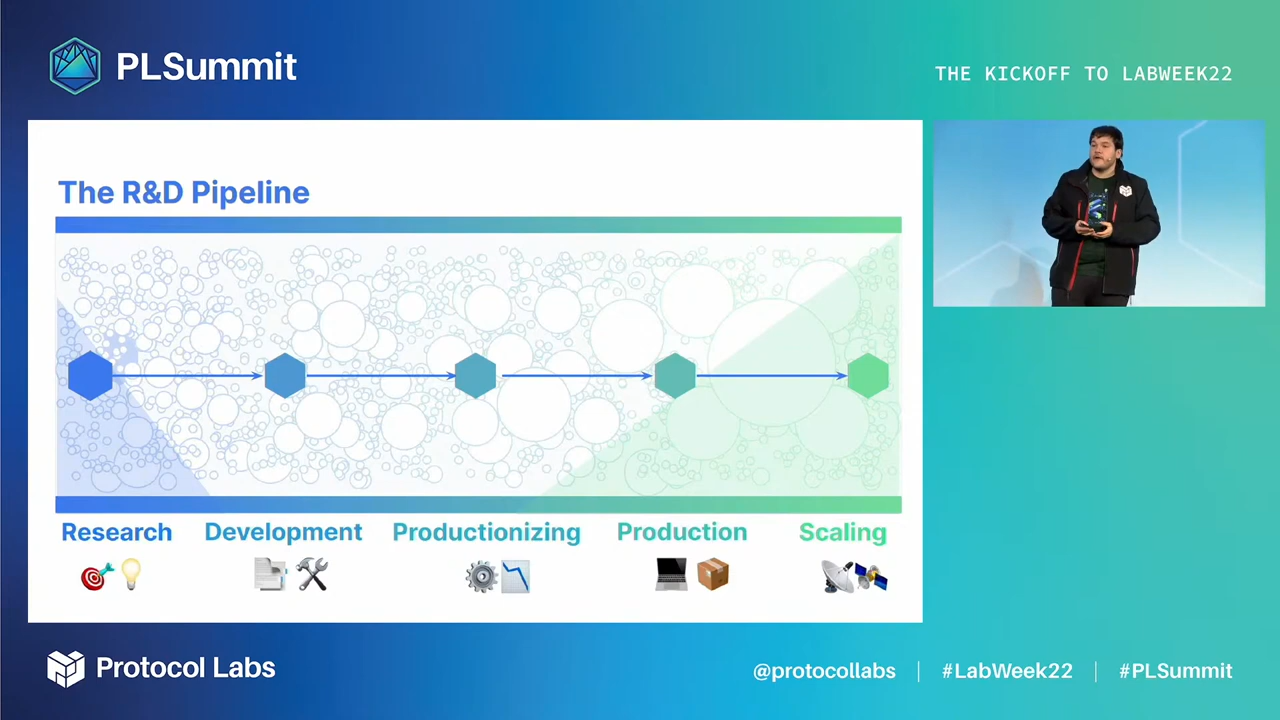 PLSummit
THE KICKOFF TO LABWEEK22
The R&D Pipeline
Research Development Productionizing Production Scaling
Protocol Labs
@protocollabs | #LabWeek22 | #PLSummit